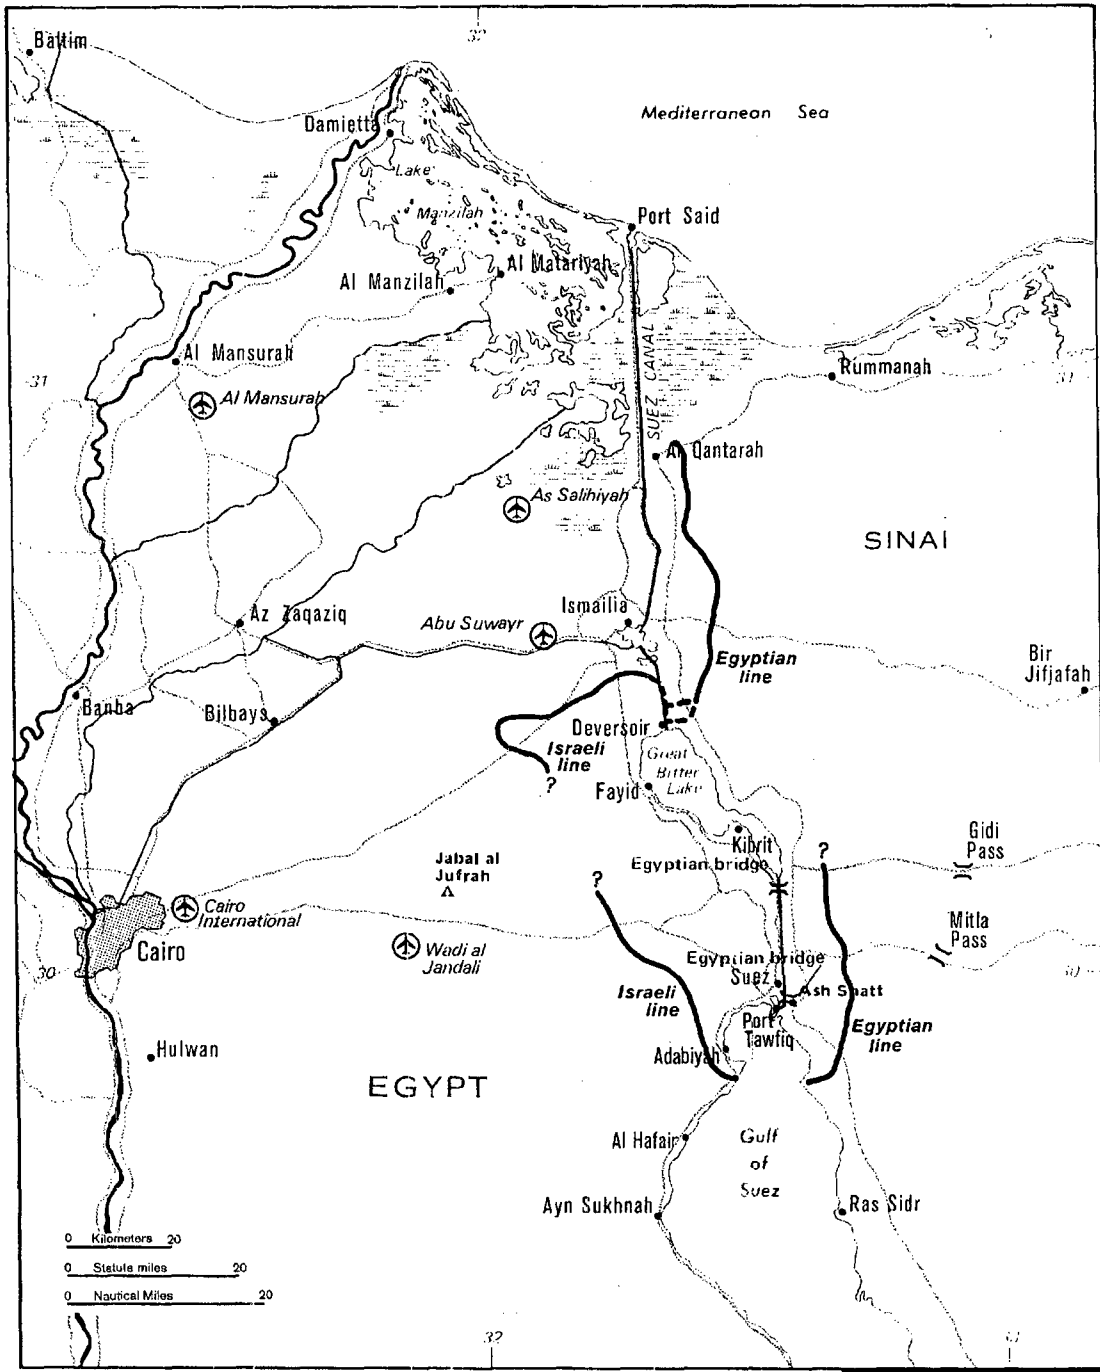 Baltim
32
Mediterranean Sea
Damietta
Lake
Manzilah
Port Said
Al Matariyah
Al Manzilah
SUEZ CANAL
Al Mansurah
Rummanah
31
31
Al Mansurah
Al Qantarah
As Salihiyah
SINAI
Ismailia
Az Zaqaziq
Abu Suwayr
Egyptian
line
Bir
Jifjafah
Banha
Bilbays
Deversoir
Israeli
line
Great
Bitter
Lake
?
Fayid
Kibrit
Gidi
Pass
Egyptian bridge
?
Jabal al
Jufrah
?
Cairo
International
Mitla
Pass
Cairo
Wadi al
Jandali
Egyptian bridge
30
30
Suez
Israeli
line
Ash Shatt
Port
Tawfiq
Egyptian
line
Hulwan
Adabiyah
EGYPT
Al Hafair
Gulf
of
Suez
Ayn Sukhnah
Ras Sidr
0 Kilometers 20
0 Statute miles 20
0 Nautical Miles 20
32